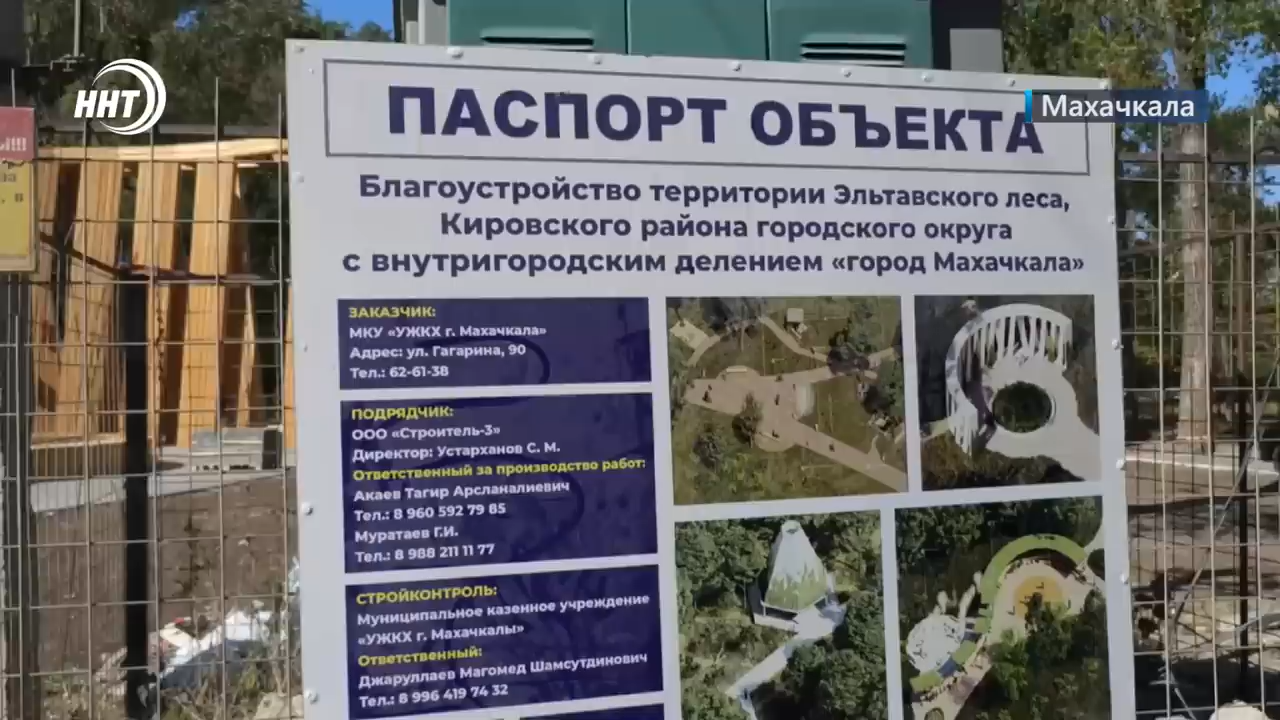 ННТ
Махачкала
ПАСПОРТ ОБЪЕКТА
Благоустройство территории Эльтавского леса,
Кировского района городского округа
с внутригородским делением «город Махачкала»
ЗАКАЗЧИК:
МКУ «УЖКХ г. Махачкала»
Адрес: ул. Гагарина, 90
Тел.: 62-61-38
ПОДРЯДЧИК:
ООО «Строитель-3»
Директор: Устарханов С. М.
Ответственный за производство работ:
Акаев Тагир Арсланалиевич
Тел.: 8 960 592 79 85
Муратаев Г.И.
Тел.: 8 988 211 11 77
СТРОЙКОНТРОЛЬ:
Муниципальное казенное учреждение
«УЖКХ г. Махачкалы»
Ответственный:
Джаруллаев Магомед Шамсутдинович
Тел.: 8 996 419 74 32